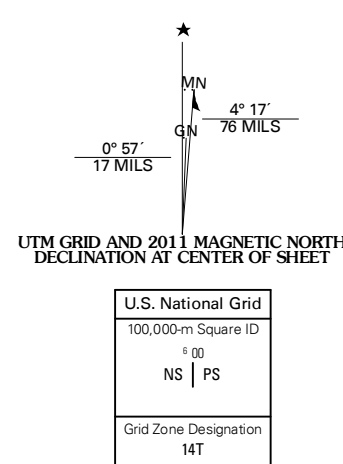 ★
MN
4° 17´
76 MILS
GN
0° 57´
17 MILS
UTM GRID AND 2011 MAGNETIC NORTH
DECLINATION AT CENTER OF SHEET
U.S. National Grid
100,000-m Square ID
6 00
NS | PS
Grid Zone Designation
14T